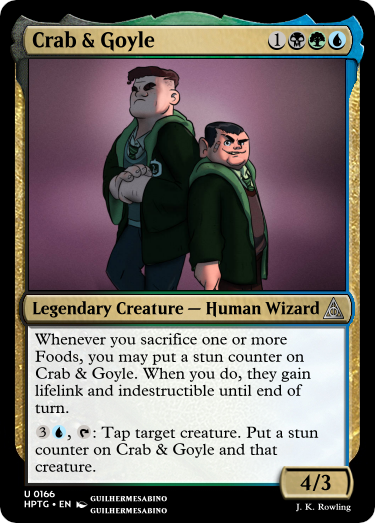 Crab & Goyle 1
Legendary Creature — Human Wizard
Whenever you sacrifice one or more
Foods, you may put a stun counter on
Crab & Goyle. When you do, they gain
lifelink and indestructible until end of
turn.
3, : Tap target creature. Put a stun
counter on Crab & Goyle and that
creature.
4/3
U 0166
HPTG • EN GUILHERMESABINO
GUILHERMESABINO
J. K. Rowling